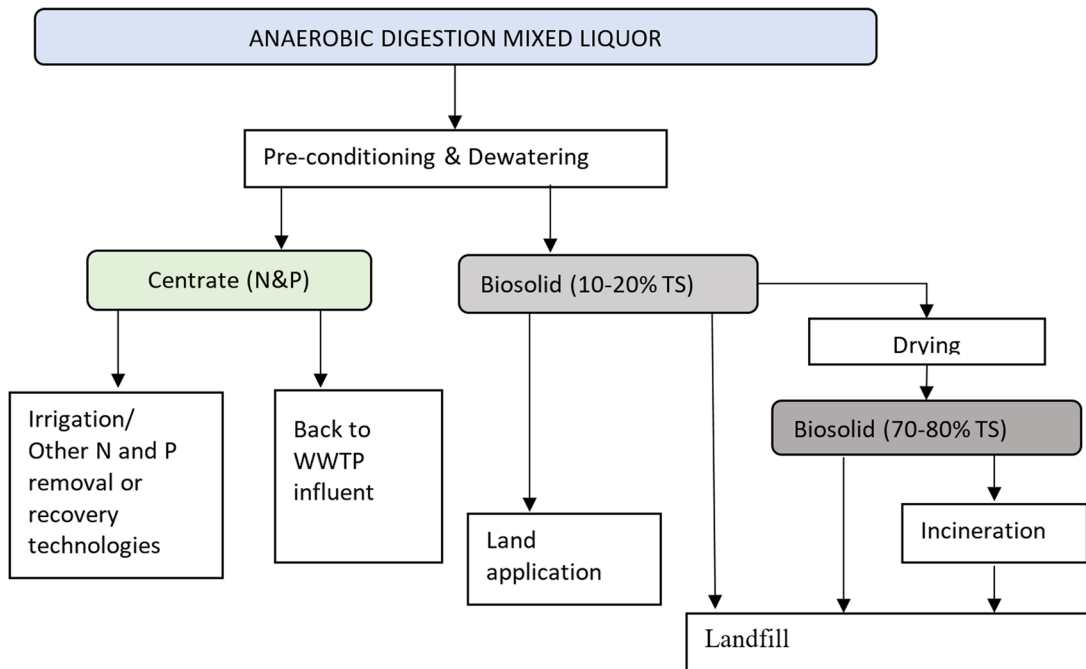 ANAEROBIC DIGESTION MIXED LIQUOR
Pre-conditioning & Dewatering
Centrate (N&P)
Biosolid (10-20% TS)
Drying
Biosolid (70-80% TS)
Irrigation/
Other N and P
removal or
recovery
technologies
Back to
WWTP
influent
Land
application
Incineration
Landfill